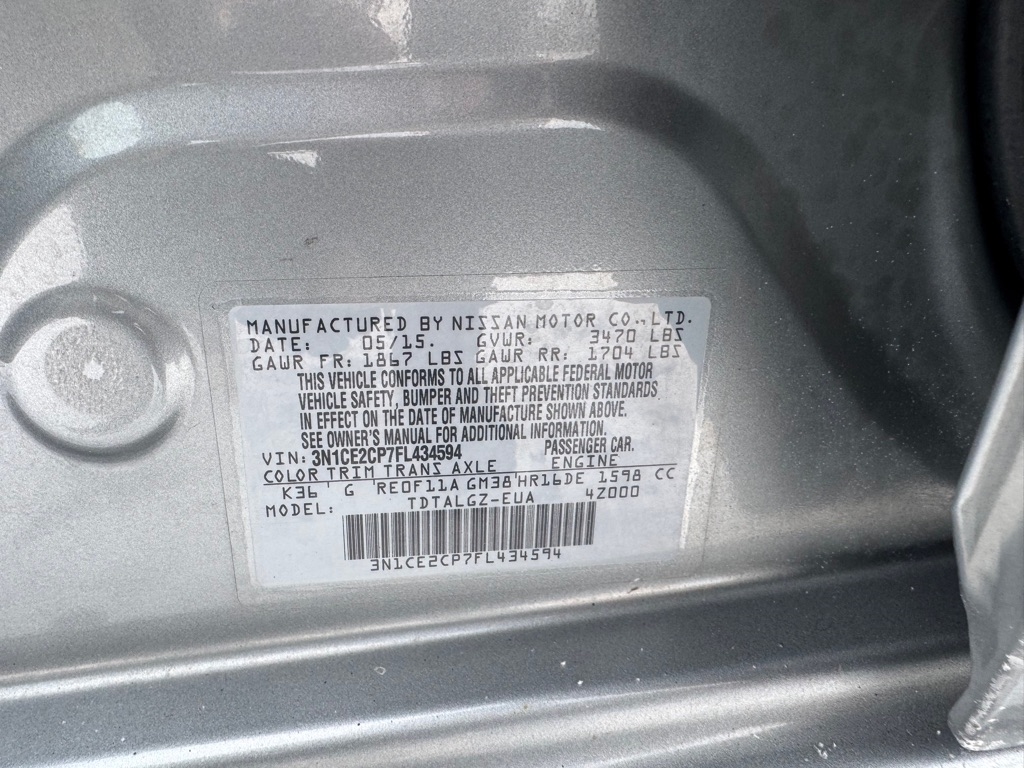 MANUFACTURED BY NISSAN MOTOR CO., LTD.
DATE: 05/15. GVWR: 3470 LBS
GAWR FR: 1867 LBS GAWR RR: 1704 LBS
THIS VEHICLE CONFORMS TO ALL APPLICABLE FEDERAL MOTOR
VEHICLE SAFETY, BUMPER AND THEFT PREVENTION STANDARDS
IN EFFECT ON THE DATE OF MANUFACTURE SHOWN ABOVE.
SEE OWNER'S MANUAL FOR ADDITIONAL INFORMATION.
VIN: 3N1CE2CP7FL434594 PASSENGER CAR.
COLOR TRIM TRANS AXLE ENGINE
K36 G RE0F11A GM38 HR16DE 1598 CC
MODEL: TDTALGZ-EUA 4Z000
3N1CE2CP7FL434594